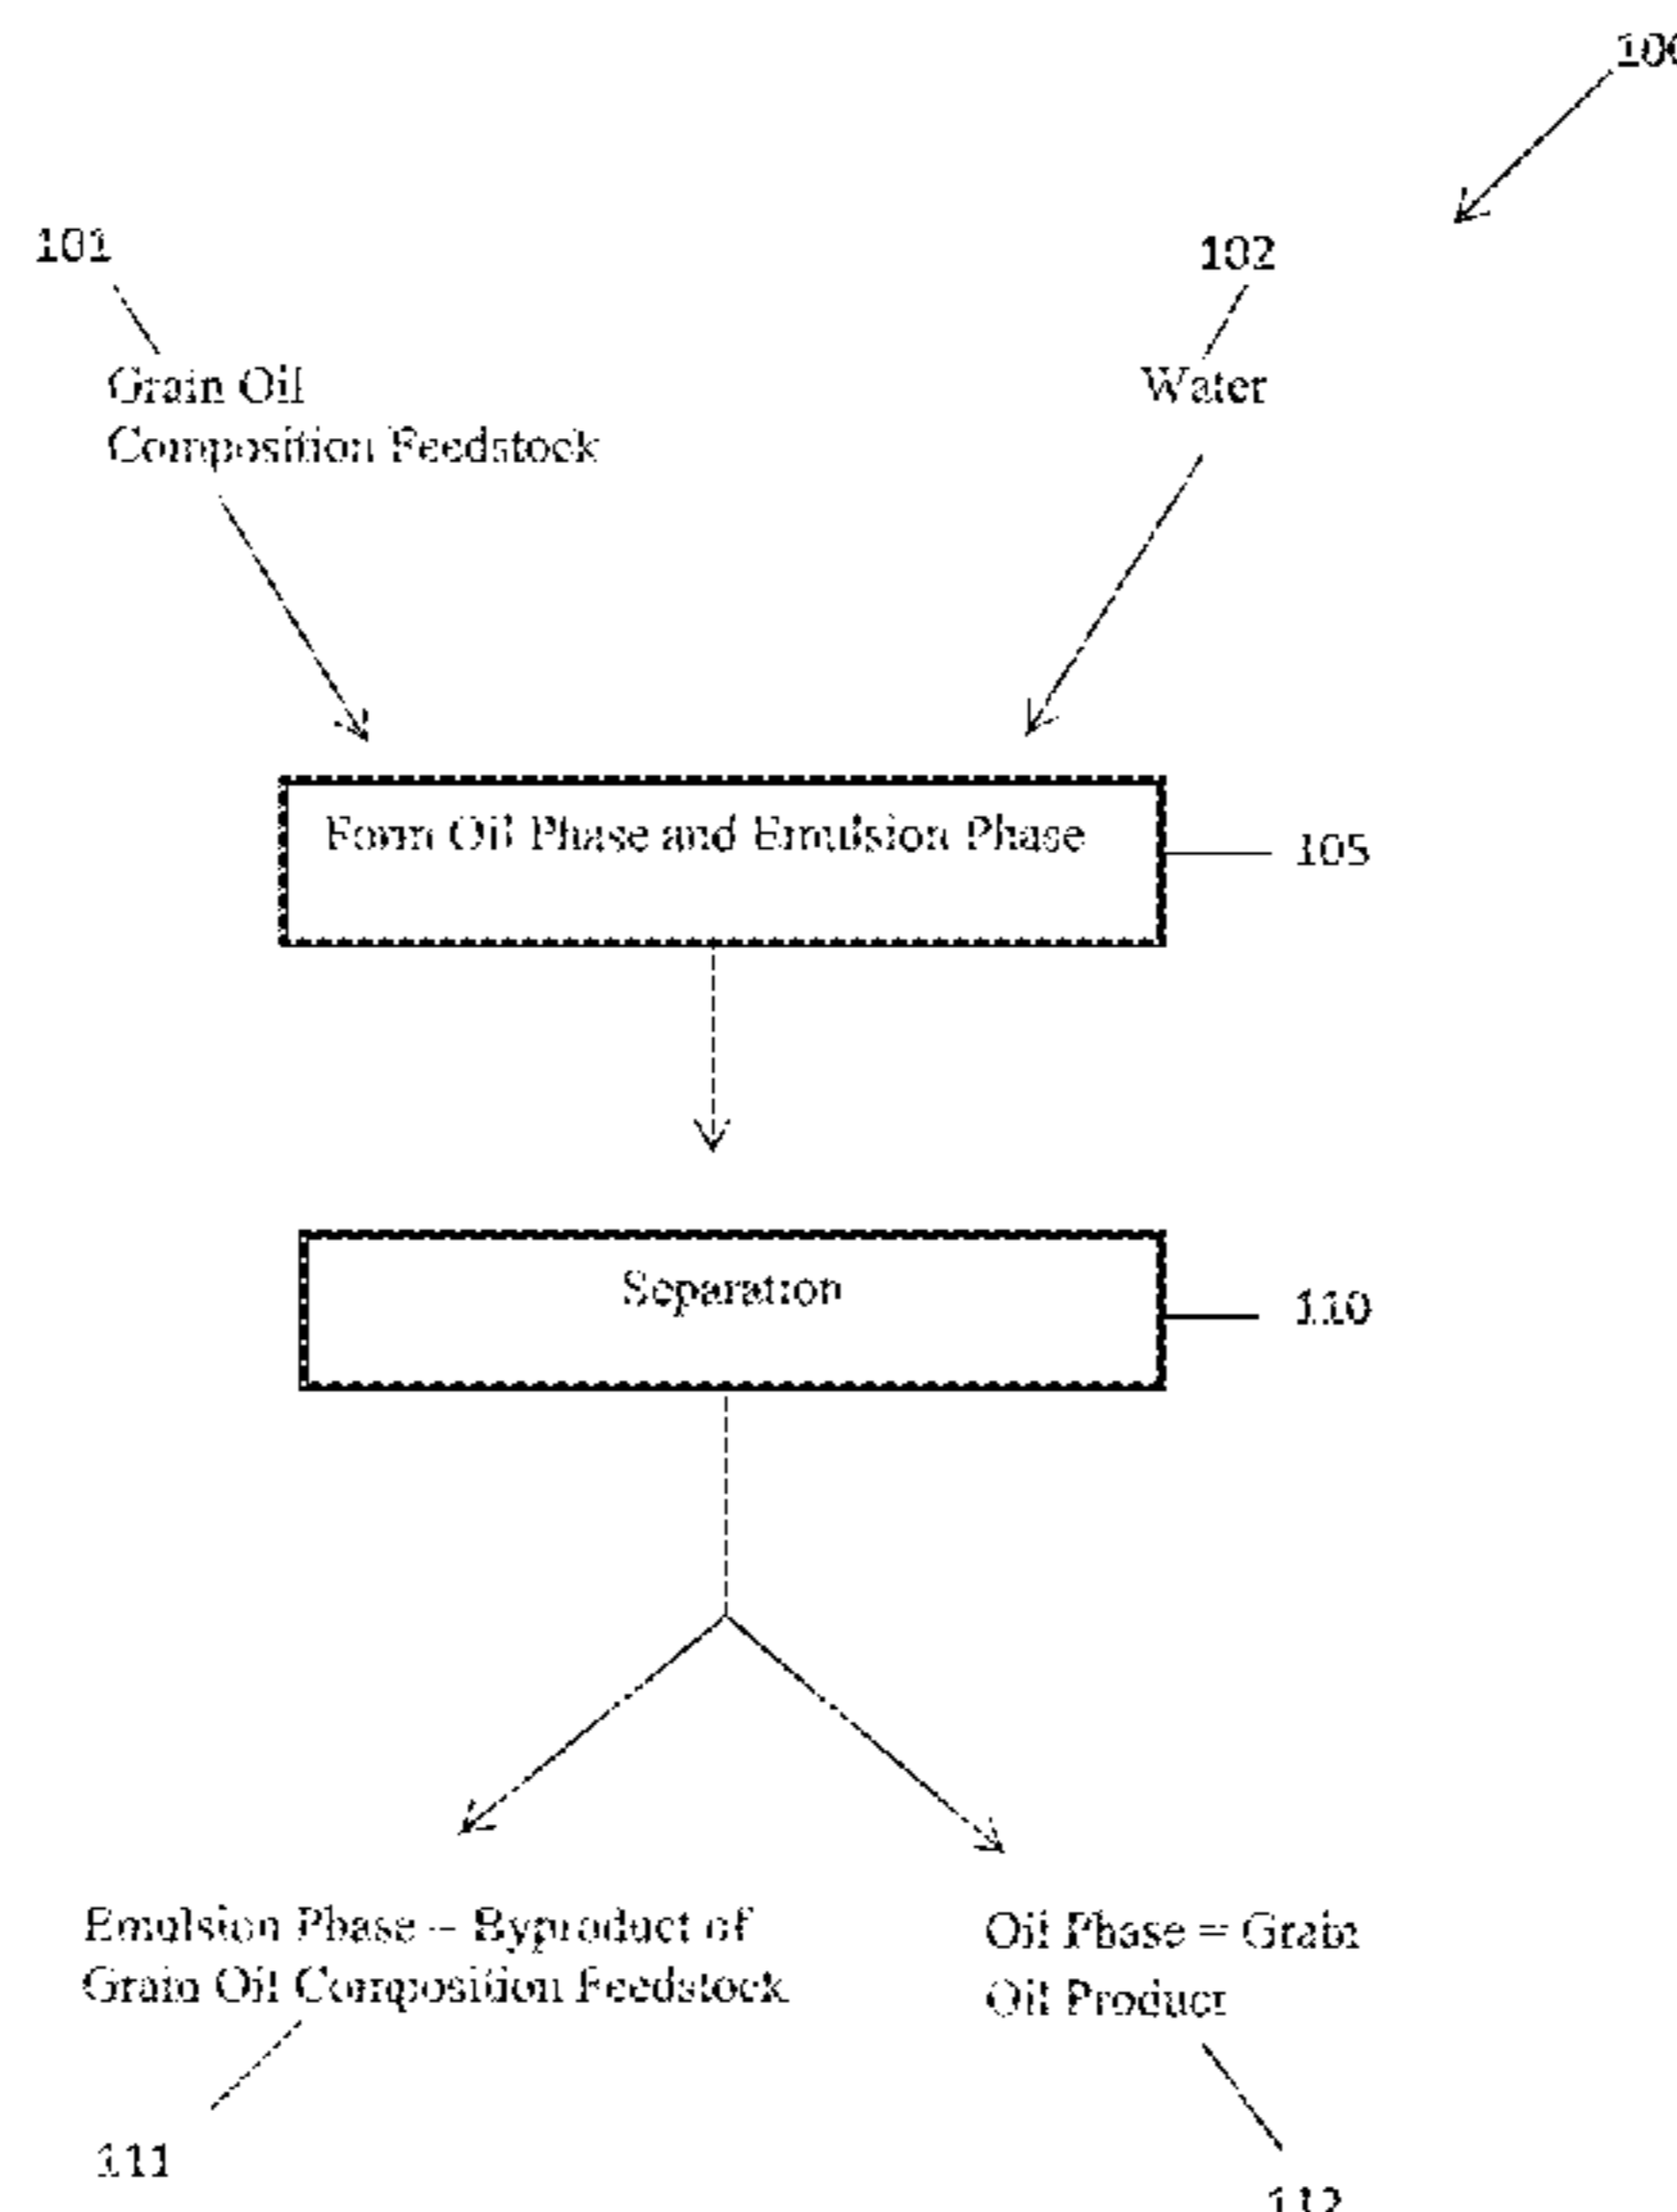 100
101
102
Grain Oil
Composition Feedstock
Water
Form Oil Phase and Emulsion Phase
105
Separation
110
Emulsion Phase = Byproduct of
Grain Oil Composition Feedstock
Oil Phase = Grain
Oil Product
111
112